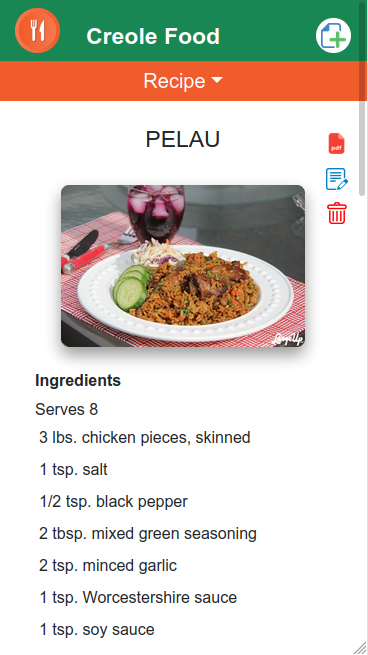 Creole Food
Recipe
PELAU
pdf
Ingredients
Serves 8
3 lbs. chicken pieces, skinned
1 tsp. salt
1/2 tsp. black pepper
2 tbsp. mixed green seasoning
2 tsp. minced garlic
1 tsp. Worcestershire sauce
1 tsp. soy sauce